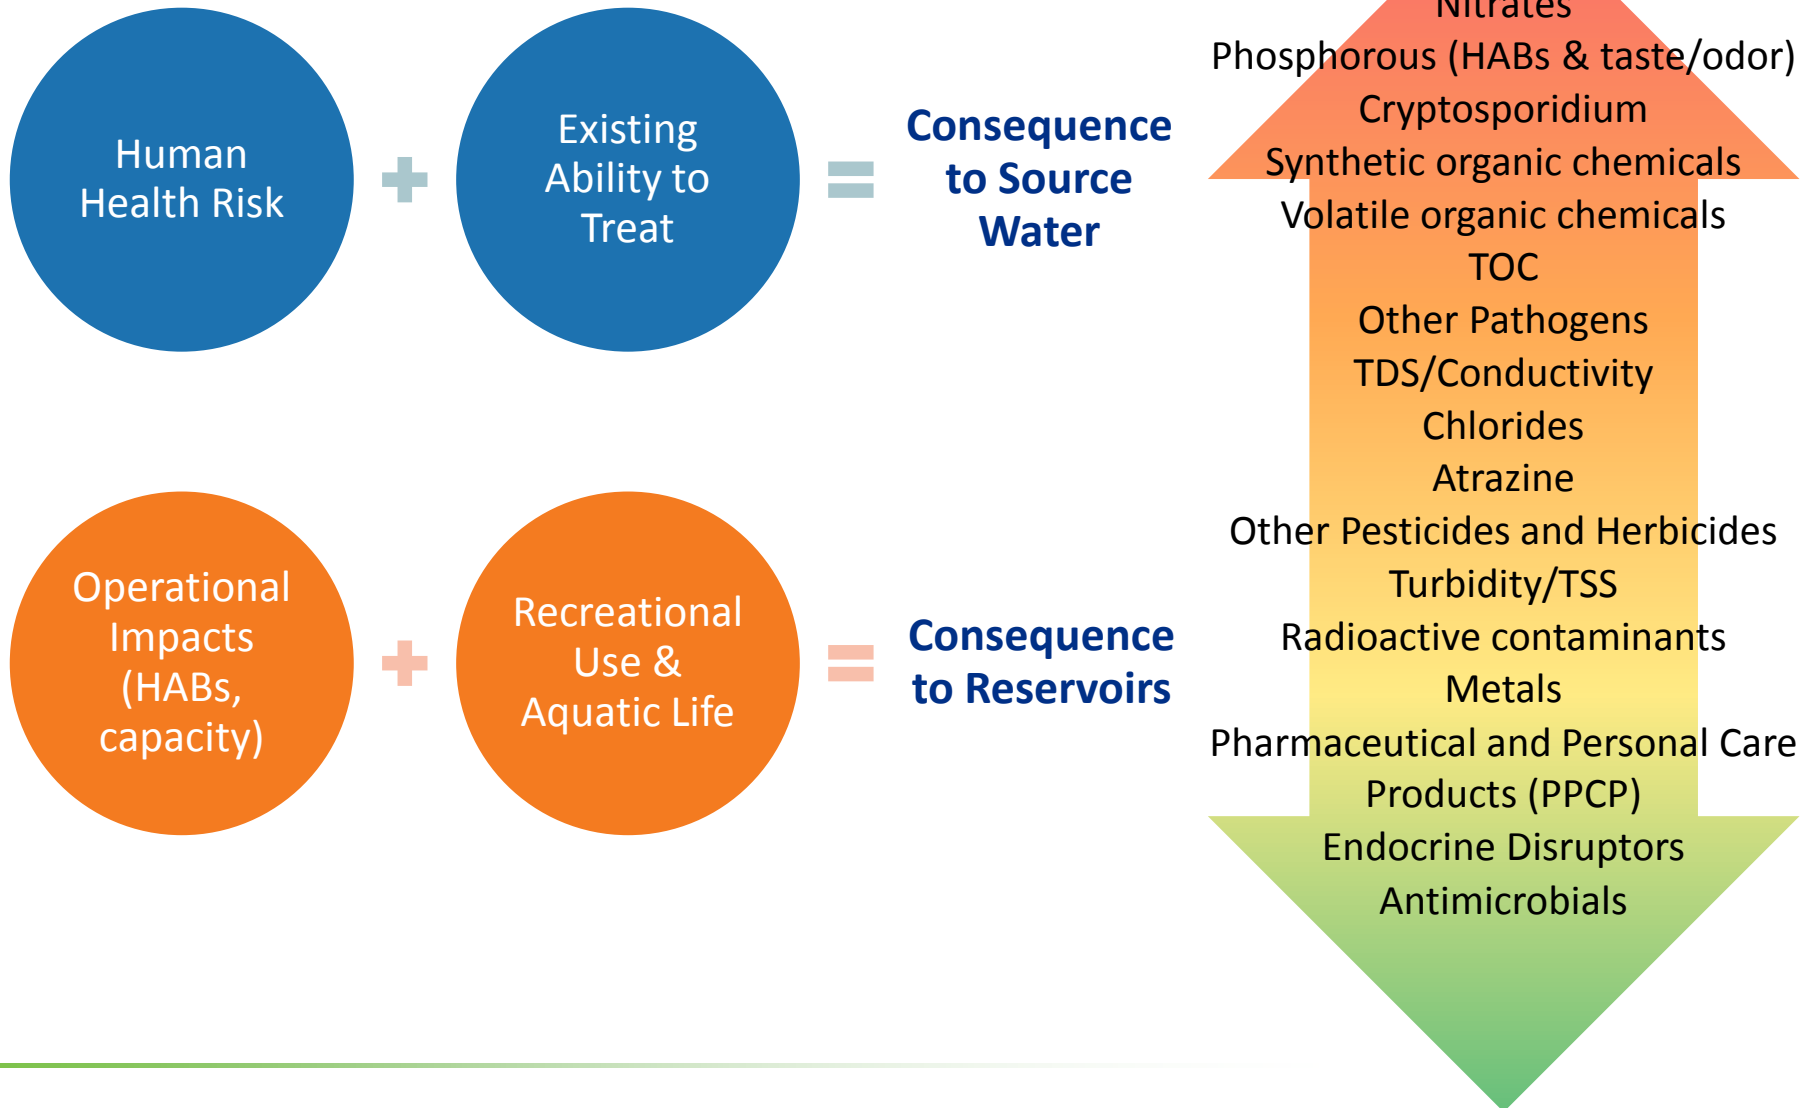 Human
Health Risk
Existing
Ability to
Treat
Consequence
to Source
Water
Operational
Impacts
(HABs,
capacity)
Recreational
Use &
Aquatic Life
Consequence
to Reservoirs
Nitrates
Phosphorous (HABs & taste/odor)
Cryptosporidium
Synthetic organic chemicals
Volatile organic chemicals
TOC
Other Pathogens
TDS/Conductivity
Chlorides
Atrazine
Other Pesticides and Herbicides
Turbidity/TSS
Radioactive contaminants
Metals
Pharmaceutical and Personal Care
Products (PPCP)
Endocrine Disruptors
Antimicrobials